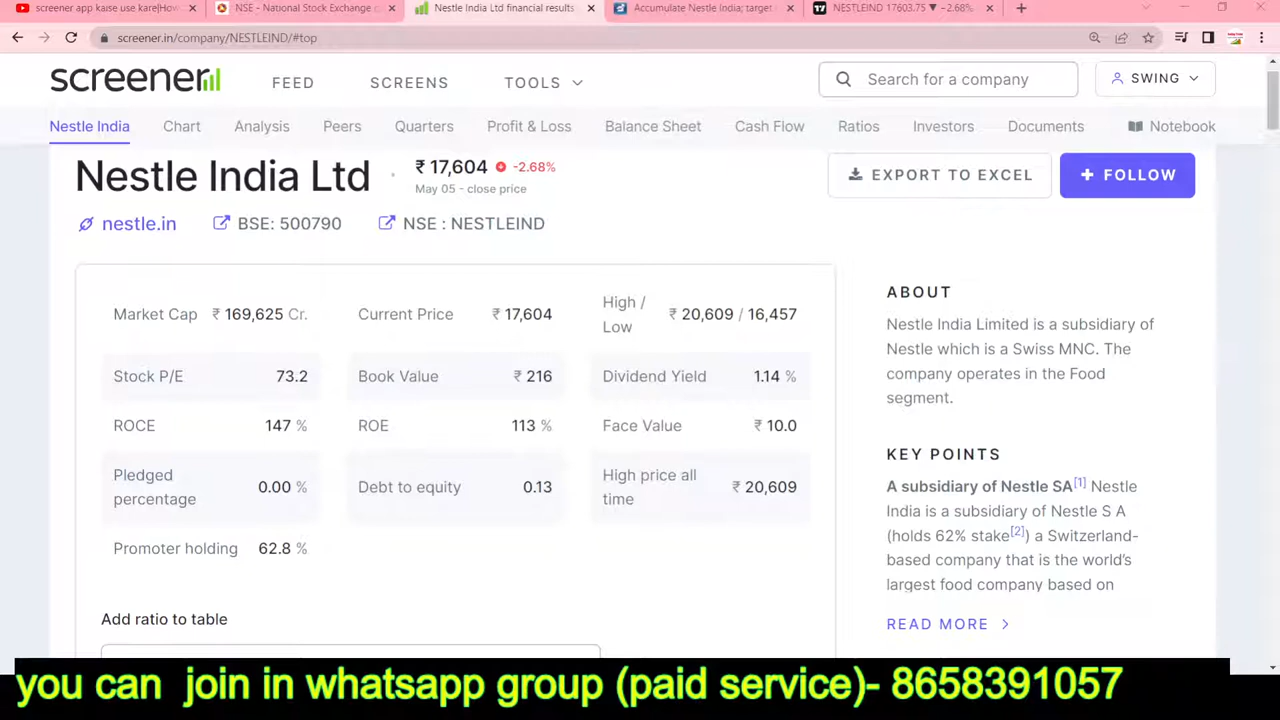 screener app kaise use kare|How
NSE - National Stock Exchange o
Nestle India Ltd financial results
Accumulate Nestle India; target
NESTLEIND 17603.75 ▼ −2.68%
screener.in/company/NESTLEIND/#top
screener
FEED
SCREENS
TOOLS
Search for a company
SWING
Nestle India
Chart
Analysis
Peers
Quarters
Profit & Loss
Balance Sheet
Cash Flow
Ratios
Investors
Documents
Notebook
Nestle India Ltd
₹ 17,604 -2.68%
May 05 - close price
EXPORT TO EXCEL
+ FOLLOW
nestle.in
BSE: 500790
NSE : NESTLEIND
Market Cap ₹ 169,625 Cr.
Current Price ₹ 17,604
High /
Low
₹ 20,609 / 16,457
Stock P/E 73.2
Book Value ₹ 216
Dividend Yield 1.14 %
ROCE 147 %
ROE 113 %
Face Value ₹ 10.0
Pledged
percentage
0.00 %
Debt to equity 0.13
High price all
time
₹ 20,609
Promoter holding 62.8 %
Add ratio to table
ABOUT
Nestle India Limited is a subsidiary of
Nestle which is a Swiss MNC. The
company operates in the Food
segment.
KEY POINTS
A subsidiary of Nestle SA[1] Nestle
India is a subsidiary of Nestle S A
(holds 62% stake[2]) a Switzerland-
based company that is the world's
largest food company based on
READ MORE
you can join in whatsapp group (paid service)- 8658391057